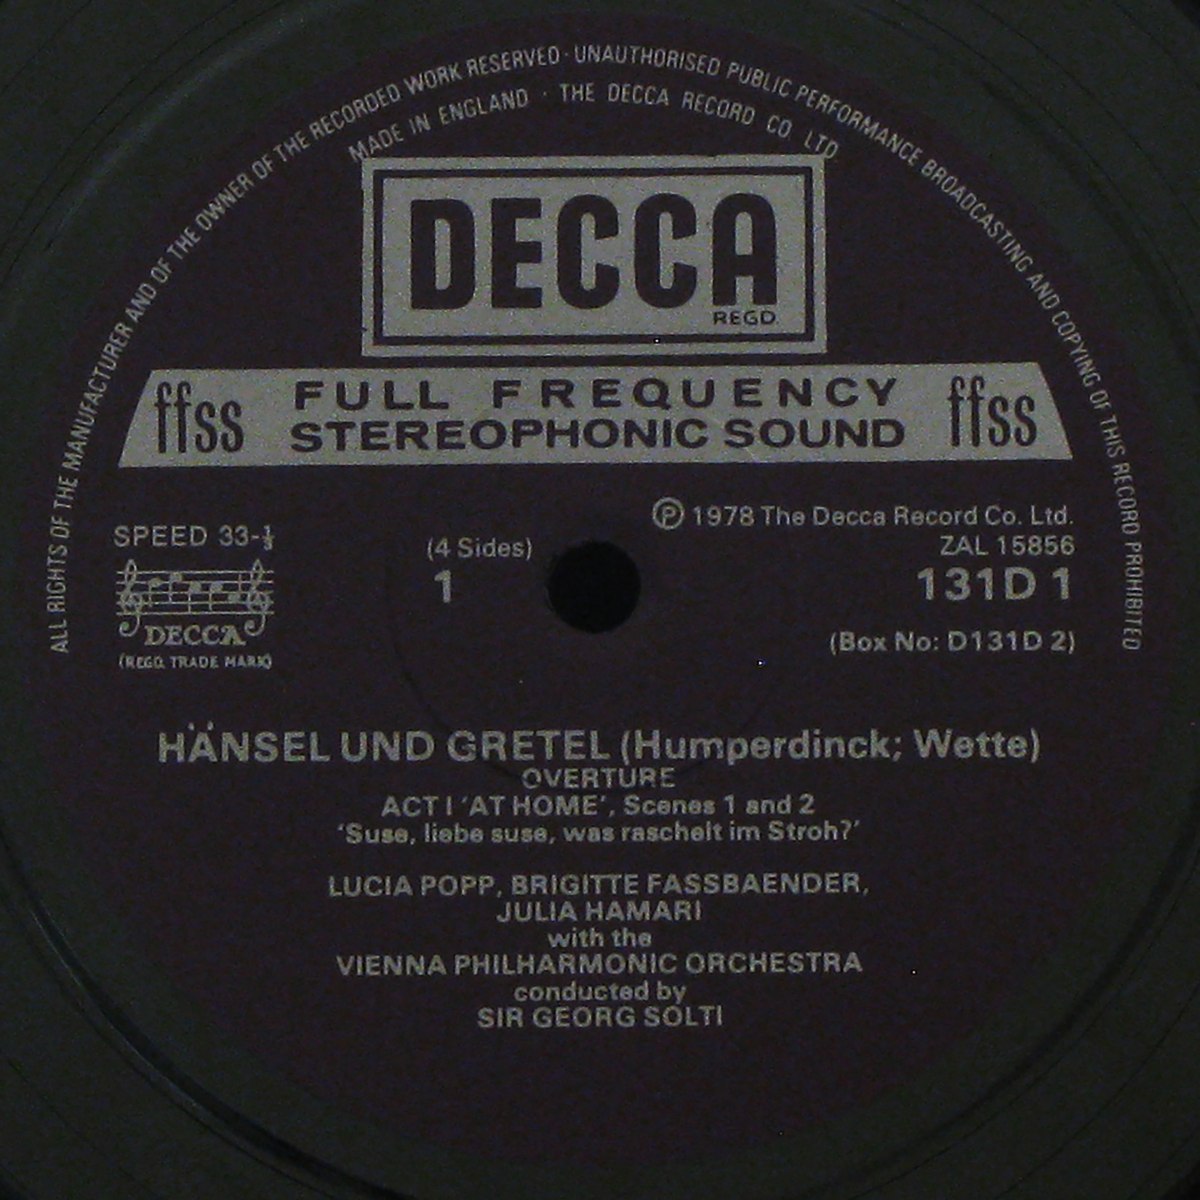 ALL RIGHTS OF THE MANUFACTURER AND OF THE OWNER OF THE RECORDED WORK RESERVED · UNAUTHORISED PUBLIC PERFORMANCE BROADCASTING AND COPYING OF THIS RECORD PROHIBITED
MADE IN ENGLAND · THE DECCA RECORD CO LTD
DECCA
REGD
ffss FULL FREQUENCY ffss
STEREOPHONIC SOUND
Ⓟ 1978 The Decca Record Co. Ltd.
SPEED 33-⅓ (4 Sides) ZAL 15856
1 131D 1
DECCA
(REGD. TRADE MARK) (Box No: D131D 2)
HÄNSEL UND GRETEL (Humperdinck; Wette)
OVERTURE
ACT I 'AT HOME', Scenes 1 and 2
'Suse, liebe suse, was raschelt im Stroh?'
LUCIA POPP, BRIGITTE FASSBAENDER,
JULIA HAMARI
with the
VIENNA PHILHARMONIC ORCHESTRA
conducted by
SIR GEORG SOLTI